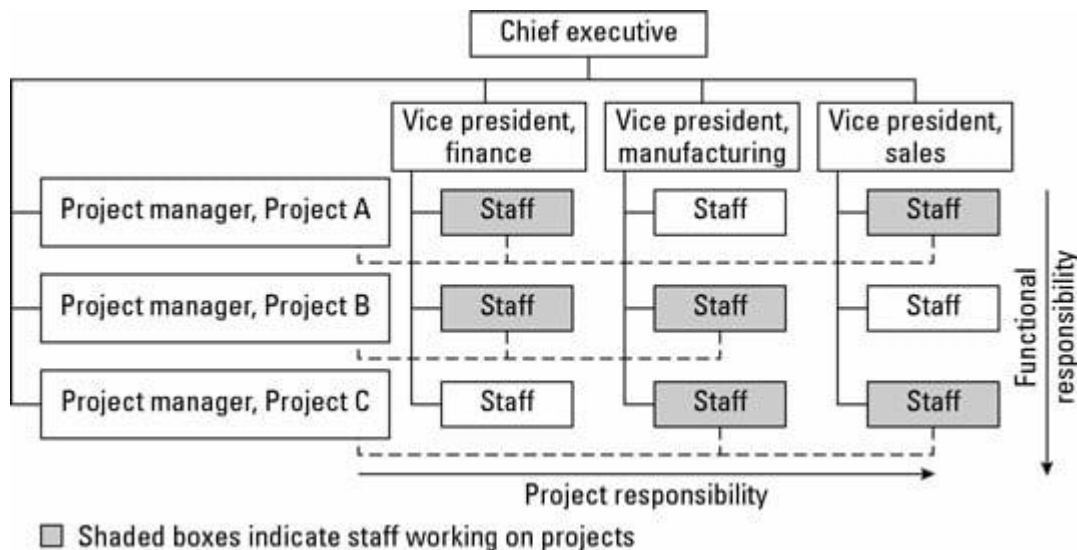 Chief executive
Vice president,
finance
Vice president,
manufacturing
Vice president,
sales
Project manager, Project A
Staff
Staff
Staff
Project manager, Project B
Staff
Staff
Staff
Project manager, Project C
Staff
Staff
Staff
Functional
responsibility
Project responsibility
Shaded boxes indicate staff working on projects